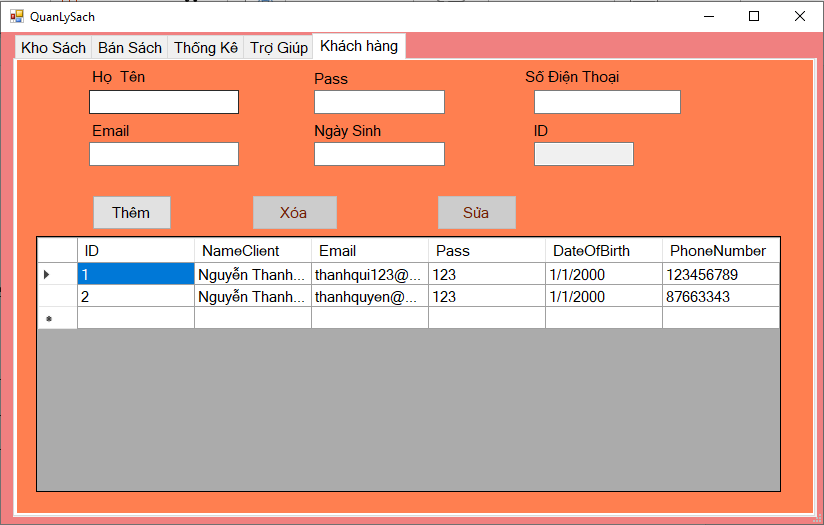 QuanLySach
Kho Sách Bán Sách Thống Kê Trợ Giúp Khách hàng
Họ Tên Pass Số Điện Thoại
Email Ngày Sinh ID
Thêm Xóa Sửa
ID NameClient Email Pass DateOfBirth PhoneNumber
1 Nguyễn Thanh... thanhqui123@... 123 1/1/2000 123456789
2 Nguyễn Thanh... thanhquyen@... 123 1/1/2000 87663343